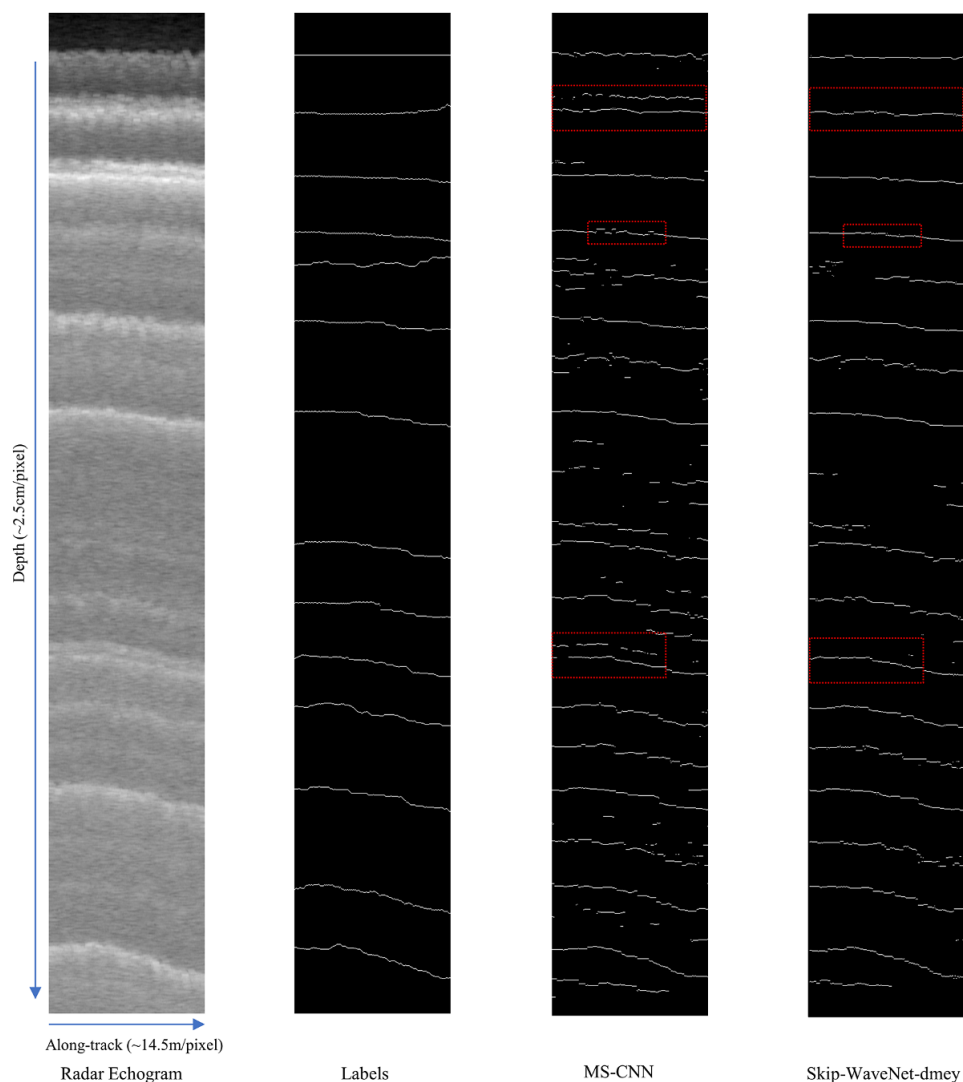 Depth (~2.5cm/pixel)
Along-track (~14.5m/pixel)
Radar Echogram
Labels
MS-CNN
Skip-WaveNet-dmey